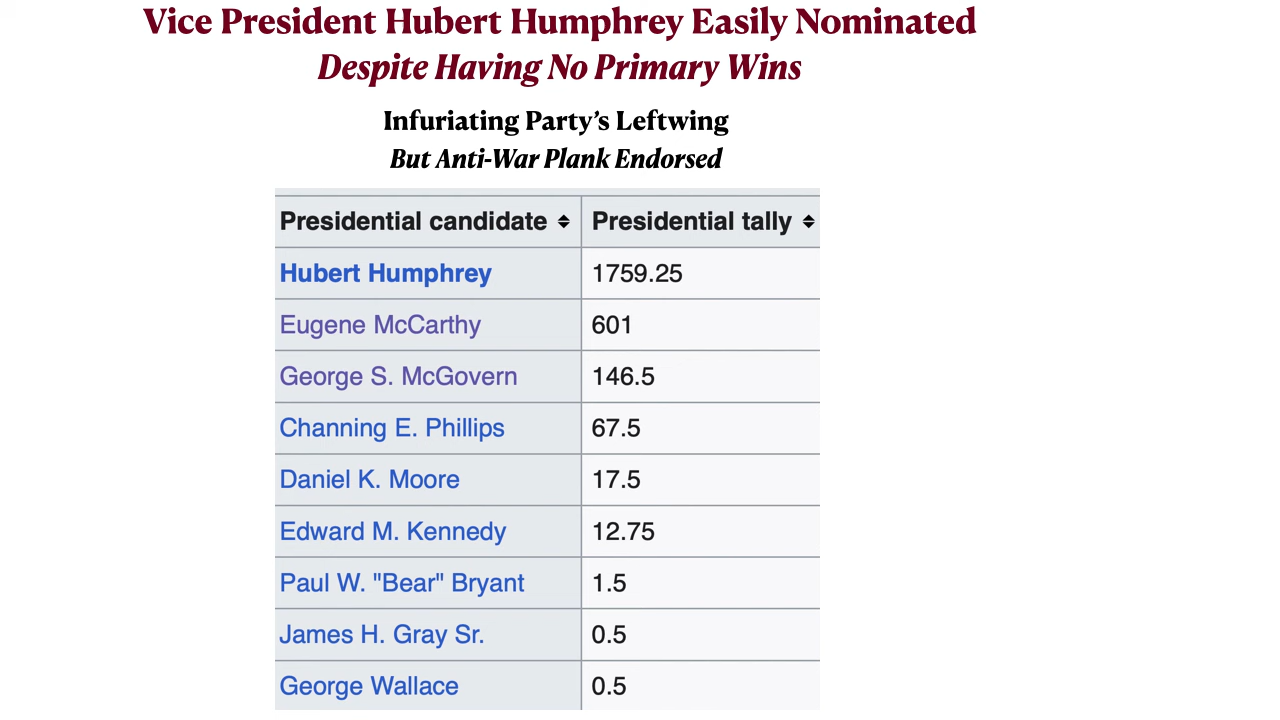 Vice President Hubert Humphrey Easily Nominated
Despite Having No Primary Wins
Infuriating Party’s Leftwing
But Anti-War Plank Endorsed
Presidential candidate Presidential tally
Hubert Humphrey 1759.25
Eugene McCarthy 601
George S. McGovern 146.5
Channing E. Phillips 67.5
Daniel K. Moore 17.5
Edward M. Kennedy 12.75
Paul W. "Bear" Bryant 1.5
James H. Gray Sr. 0.5
George Wallace 0.5